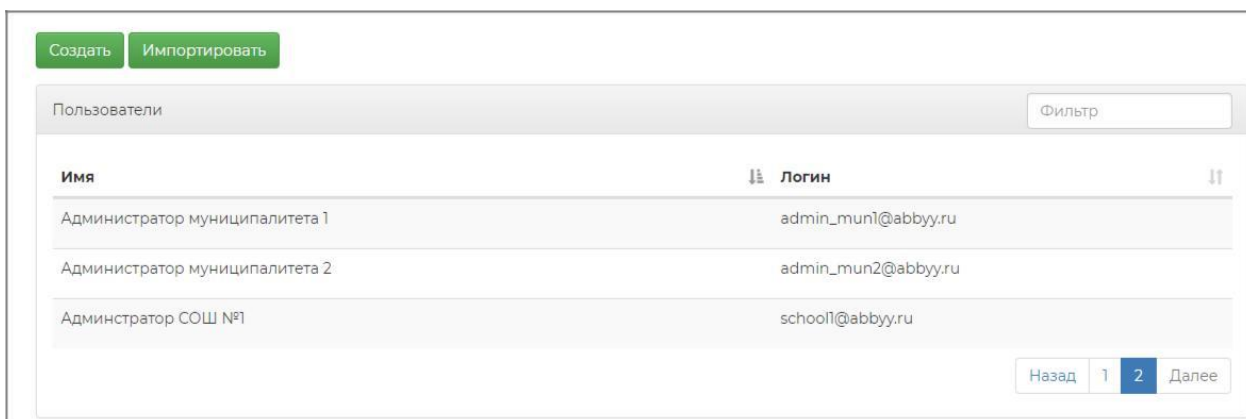 Создать Импортировать
Пользователи Фильтр
Имя Логин
Администратор муниципалитета 1 admin_mun1@abbyy.ru
Администратор муниципалитета 2 admin_mun2@abbyy.ru
Админстратор СОШ №1 school1@abbyy.ru
Назад 1 2 Далее